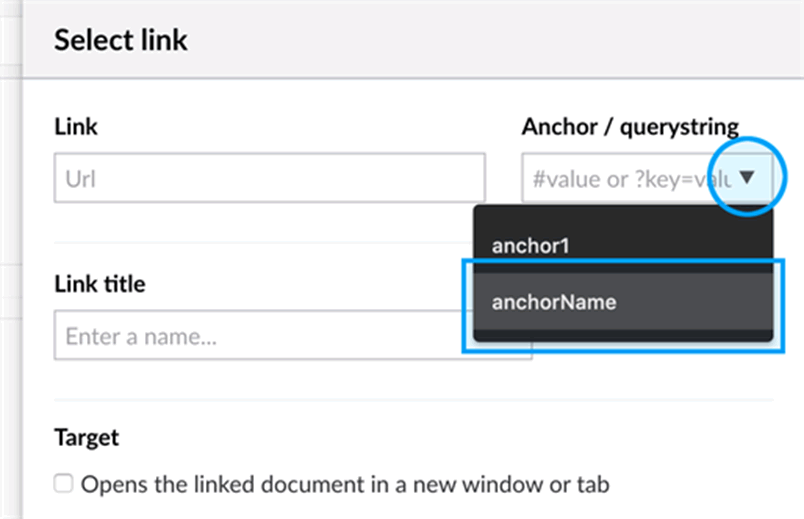 Select link
Link
Anchor / querystring
Url
#value or ?key=valu
anchor1
Link title
anchorName
Enter a name...
Target
Opens the linked document in a new window or tab